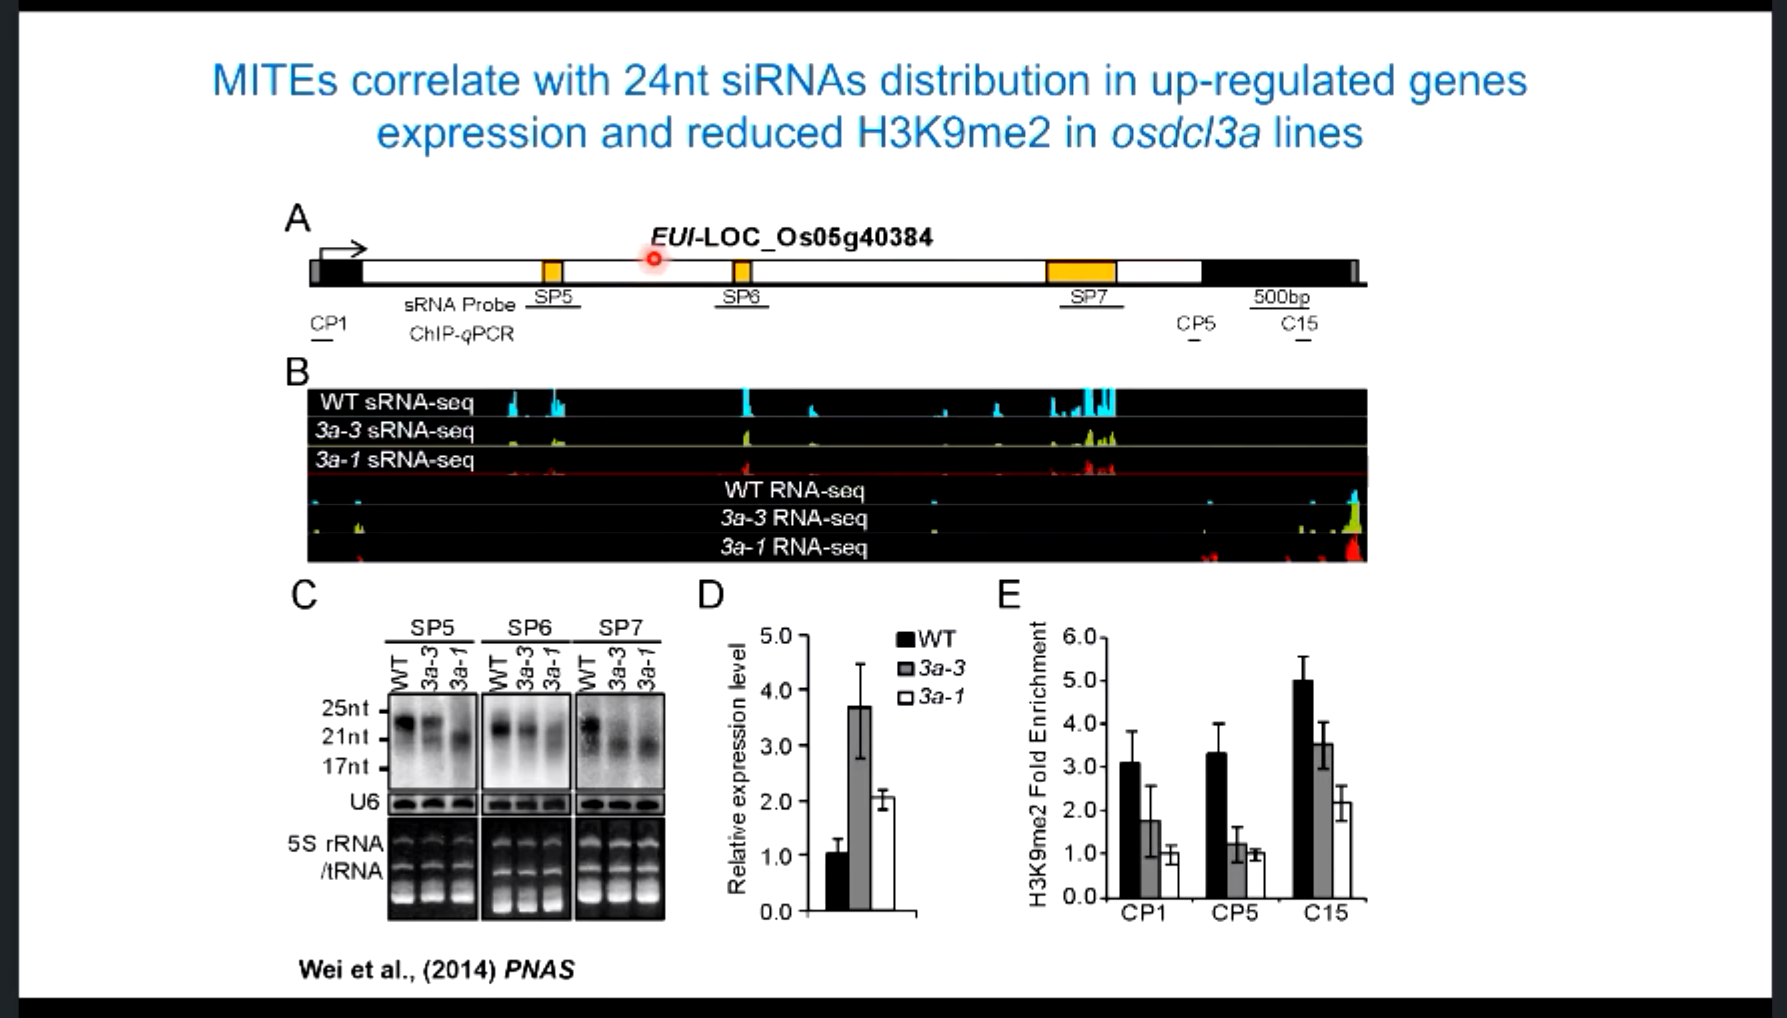 MITEs correlate with 24nt siRNAs distribution in up-regulated genes
expression and reduced H3K9me2 in osdcl3a lines
A
EUI-LOC_Os05g40384
sRNA Probe SP5 SP6 SP7 500bp
CP1 ChIP-qPCR CP5 C15
B
WT sRNA-seq
3a-3 sRNA-seq
3a-1 sRNA-seq
WT RNA-seq
3a-3 RNA-seq
3a-1 RNA-seq
C
SP5 SP6 SP7
WT 3a-3 3a-1 WT 3a-3 3a-1 WT 3a-3 3a-1
25nt
21nt
17nt
U6
5S rRNA
/tRNA
D
Relative expression level
5.0
4.0
3.0
2.0
1.0
0.0
WT
3a-3
3a-1
E
H3K9me2 Fold Enrichment
6.0
5.0
4.0
3.0
2.0
1.0
0.0
CP1 CP5 C15
Wei et al., (2014) PNAS